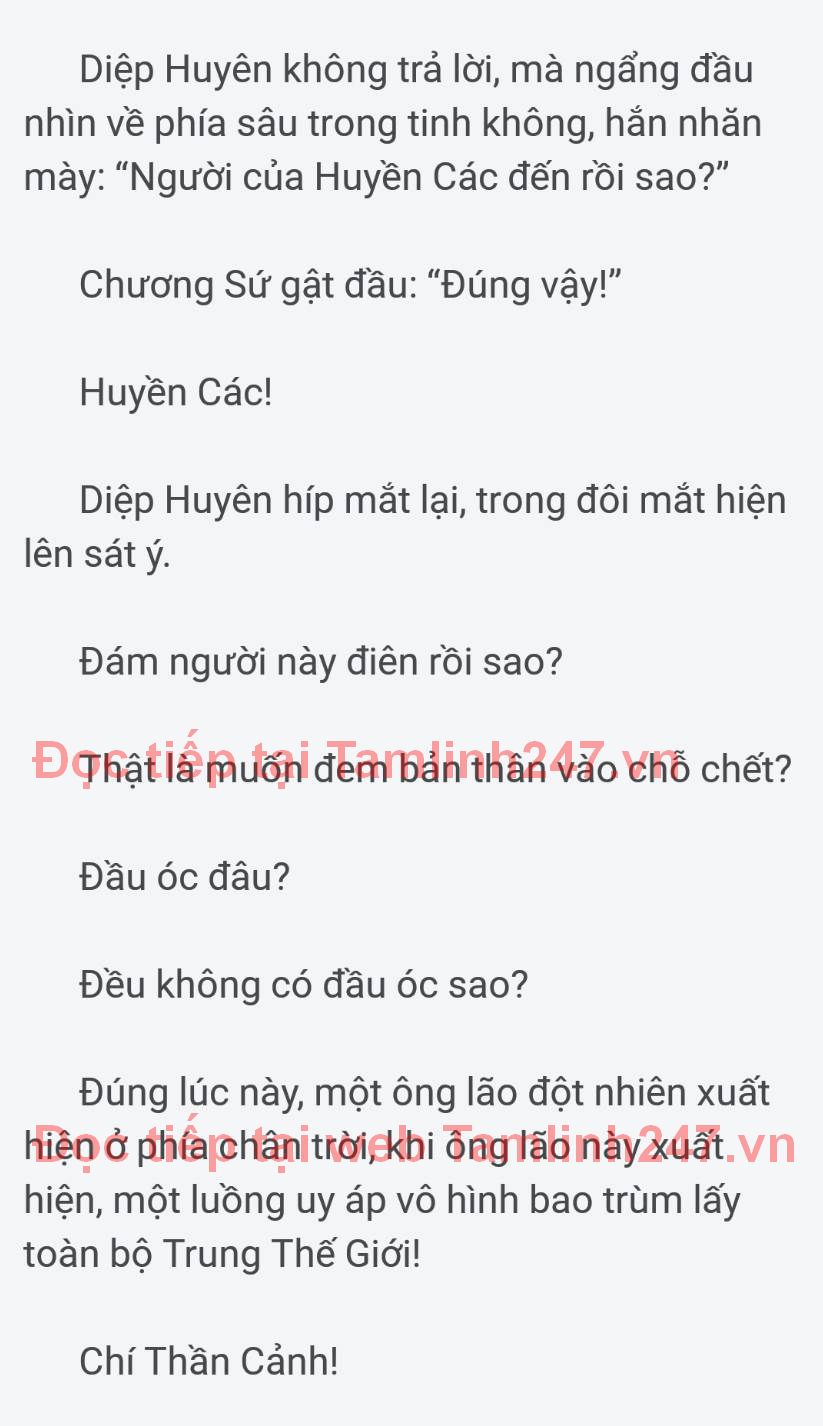 Diệp Huyên không trả lời, mà ngẩng đầu
nhìn về phía sâu trong tinh không, hắn nhăn
mày: “Người của Huyền Các đến rồi sao?”
Chương Sứ gật đầu: “Đúng vậy!”
Huyền Các!
Diệp Huyên híp mắt lại, trong đôi mắt hiện
lên sát ý.
Đám người này điên rồi sao?
Đọc tiếp tại Tamlinh247.vn
Thật là muốn đem bản thân vào chỗ chết?
Đầu óc đâu?
Đều không có đầu óc sao?
Đúng lúc này, một ông lão đột nhiên xuất
hiện ở phía chân trời, khi ông lão này xuất
Đọc tiếp tại web Tamlinh247.vn
hiện, một luồng uy áp vô hình bao trùm lấy
toàn bộ Trung Thế Giới!
Chí Thần Cảnh!